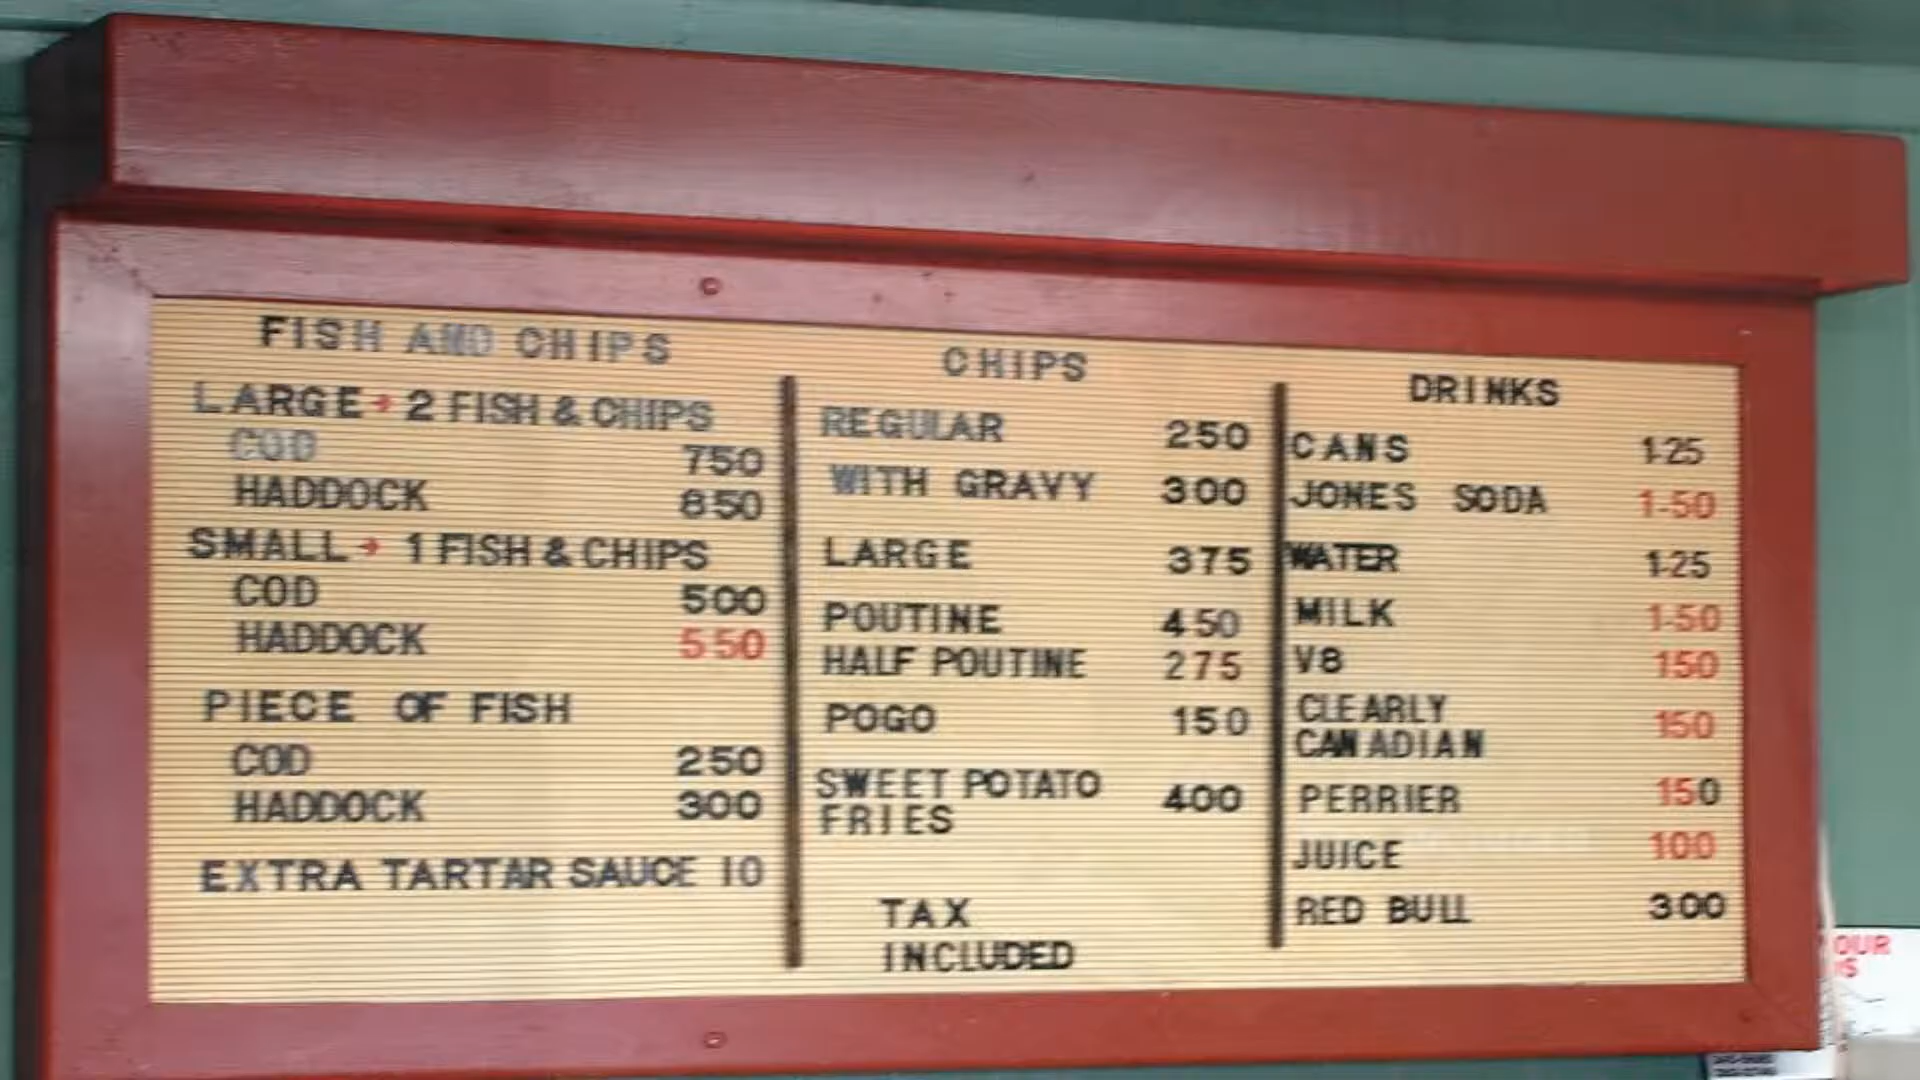 FISH AND CHIPS
LARGE → 2 FISH & CHIPS
COD 750
HADDOCK 850
SMALL → 1 FISH & CHIPS
COD 500
HADDOCK 550
PIECE OF FISH
COD 250
HADDOCK 300
EXTRA TARTAR SAUCE 10
CHIPS
REGULAR 250
WITH GRAVY 300
LARGE 375
POUTINE 450
HALF POUTINE 275
POGO 150
SWEET POTATO 400
FRIES
TAX
INCLUDED
DRINKS
CANS 1-25
JONES SODA 1-50
WATER 1-25
MILK 1-50
V8 150
CLEARLY
CANADIAN 150
PERRIER 150
JUICE 100
RED BULL 300
OUR